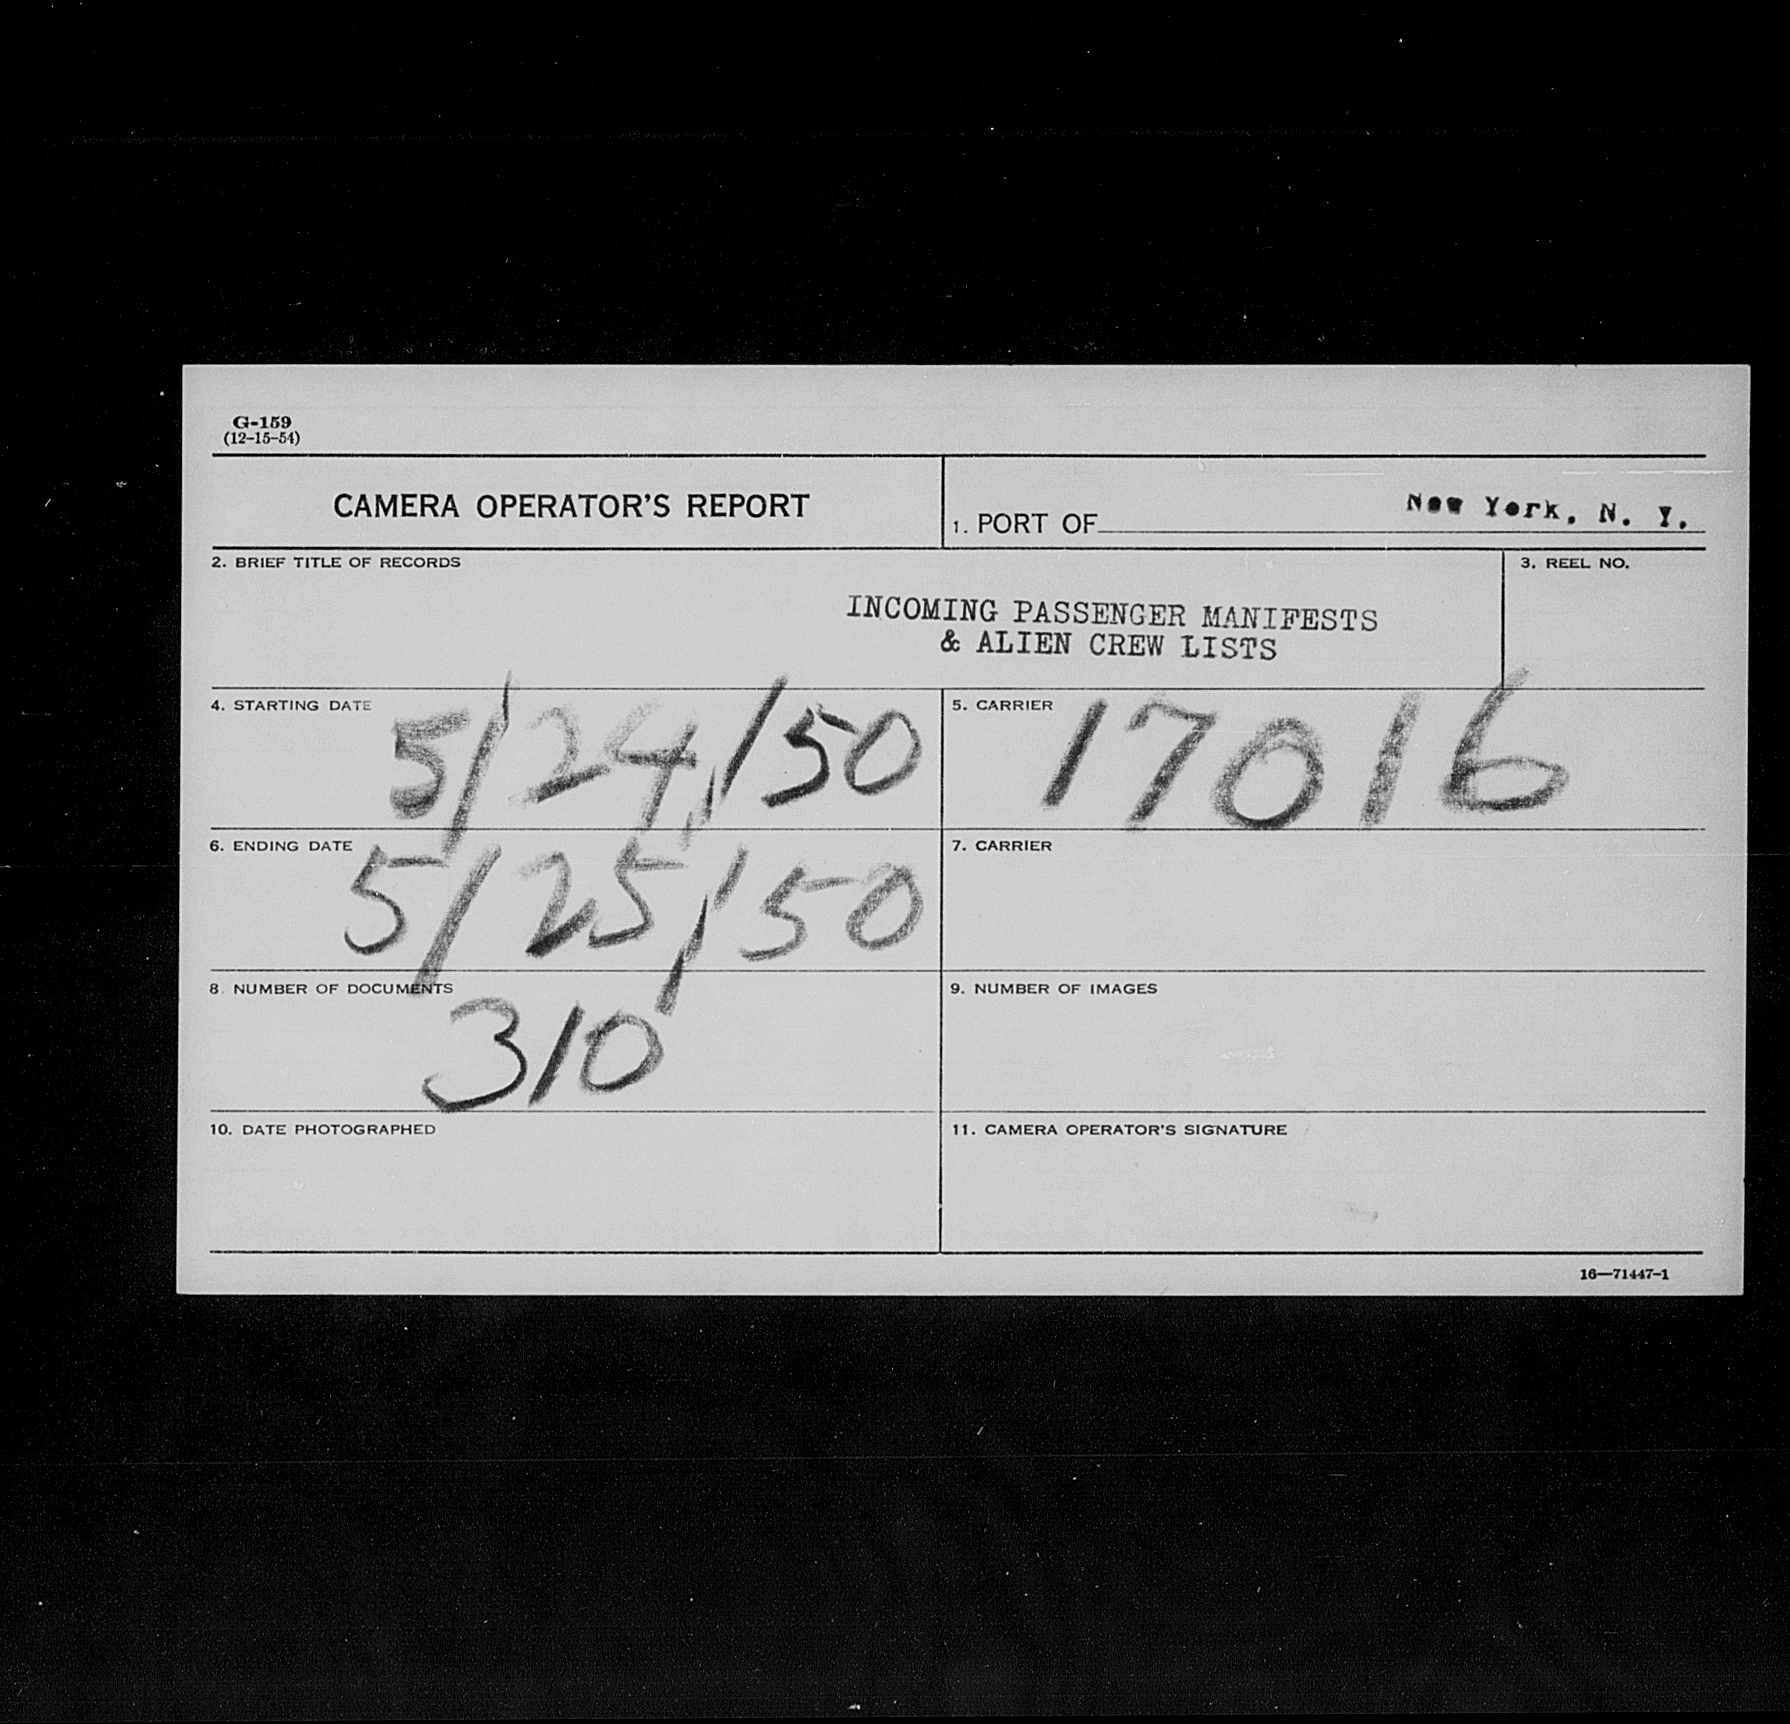 G-159
(12-15-54)
CAMERA OPERATOR'S REPORT
1. PORT OF New York, N. Y.
2. BRIEF TITLE OF RECORDS
3. REEL NO.
INCOMING PASSENGER MANIFESTS
& ALIEN CREW LISTS
4. STARTING DATE
5/24/50
5. CARRIER
17016
6. ENDING DATE
5/25/50
7. CARRIER
8. NUMBER OF DOCUMENTS
310
9. NUMBER OF IMAGES
10. DATE PHOTOGRAPHED
11. CAMERA OPERATOR'S SIGNATURE
16—71447-1